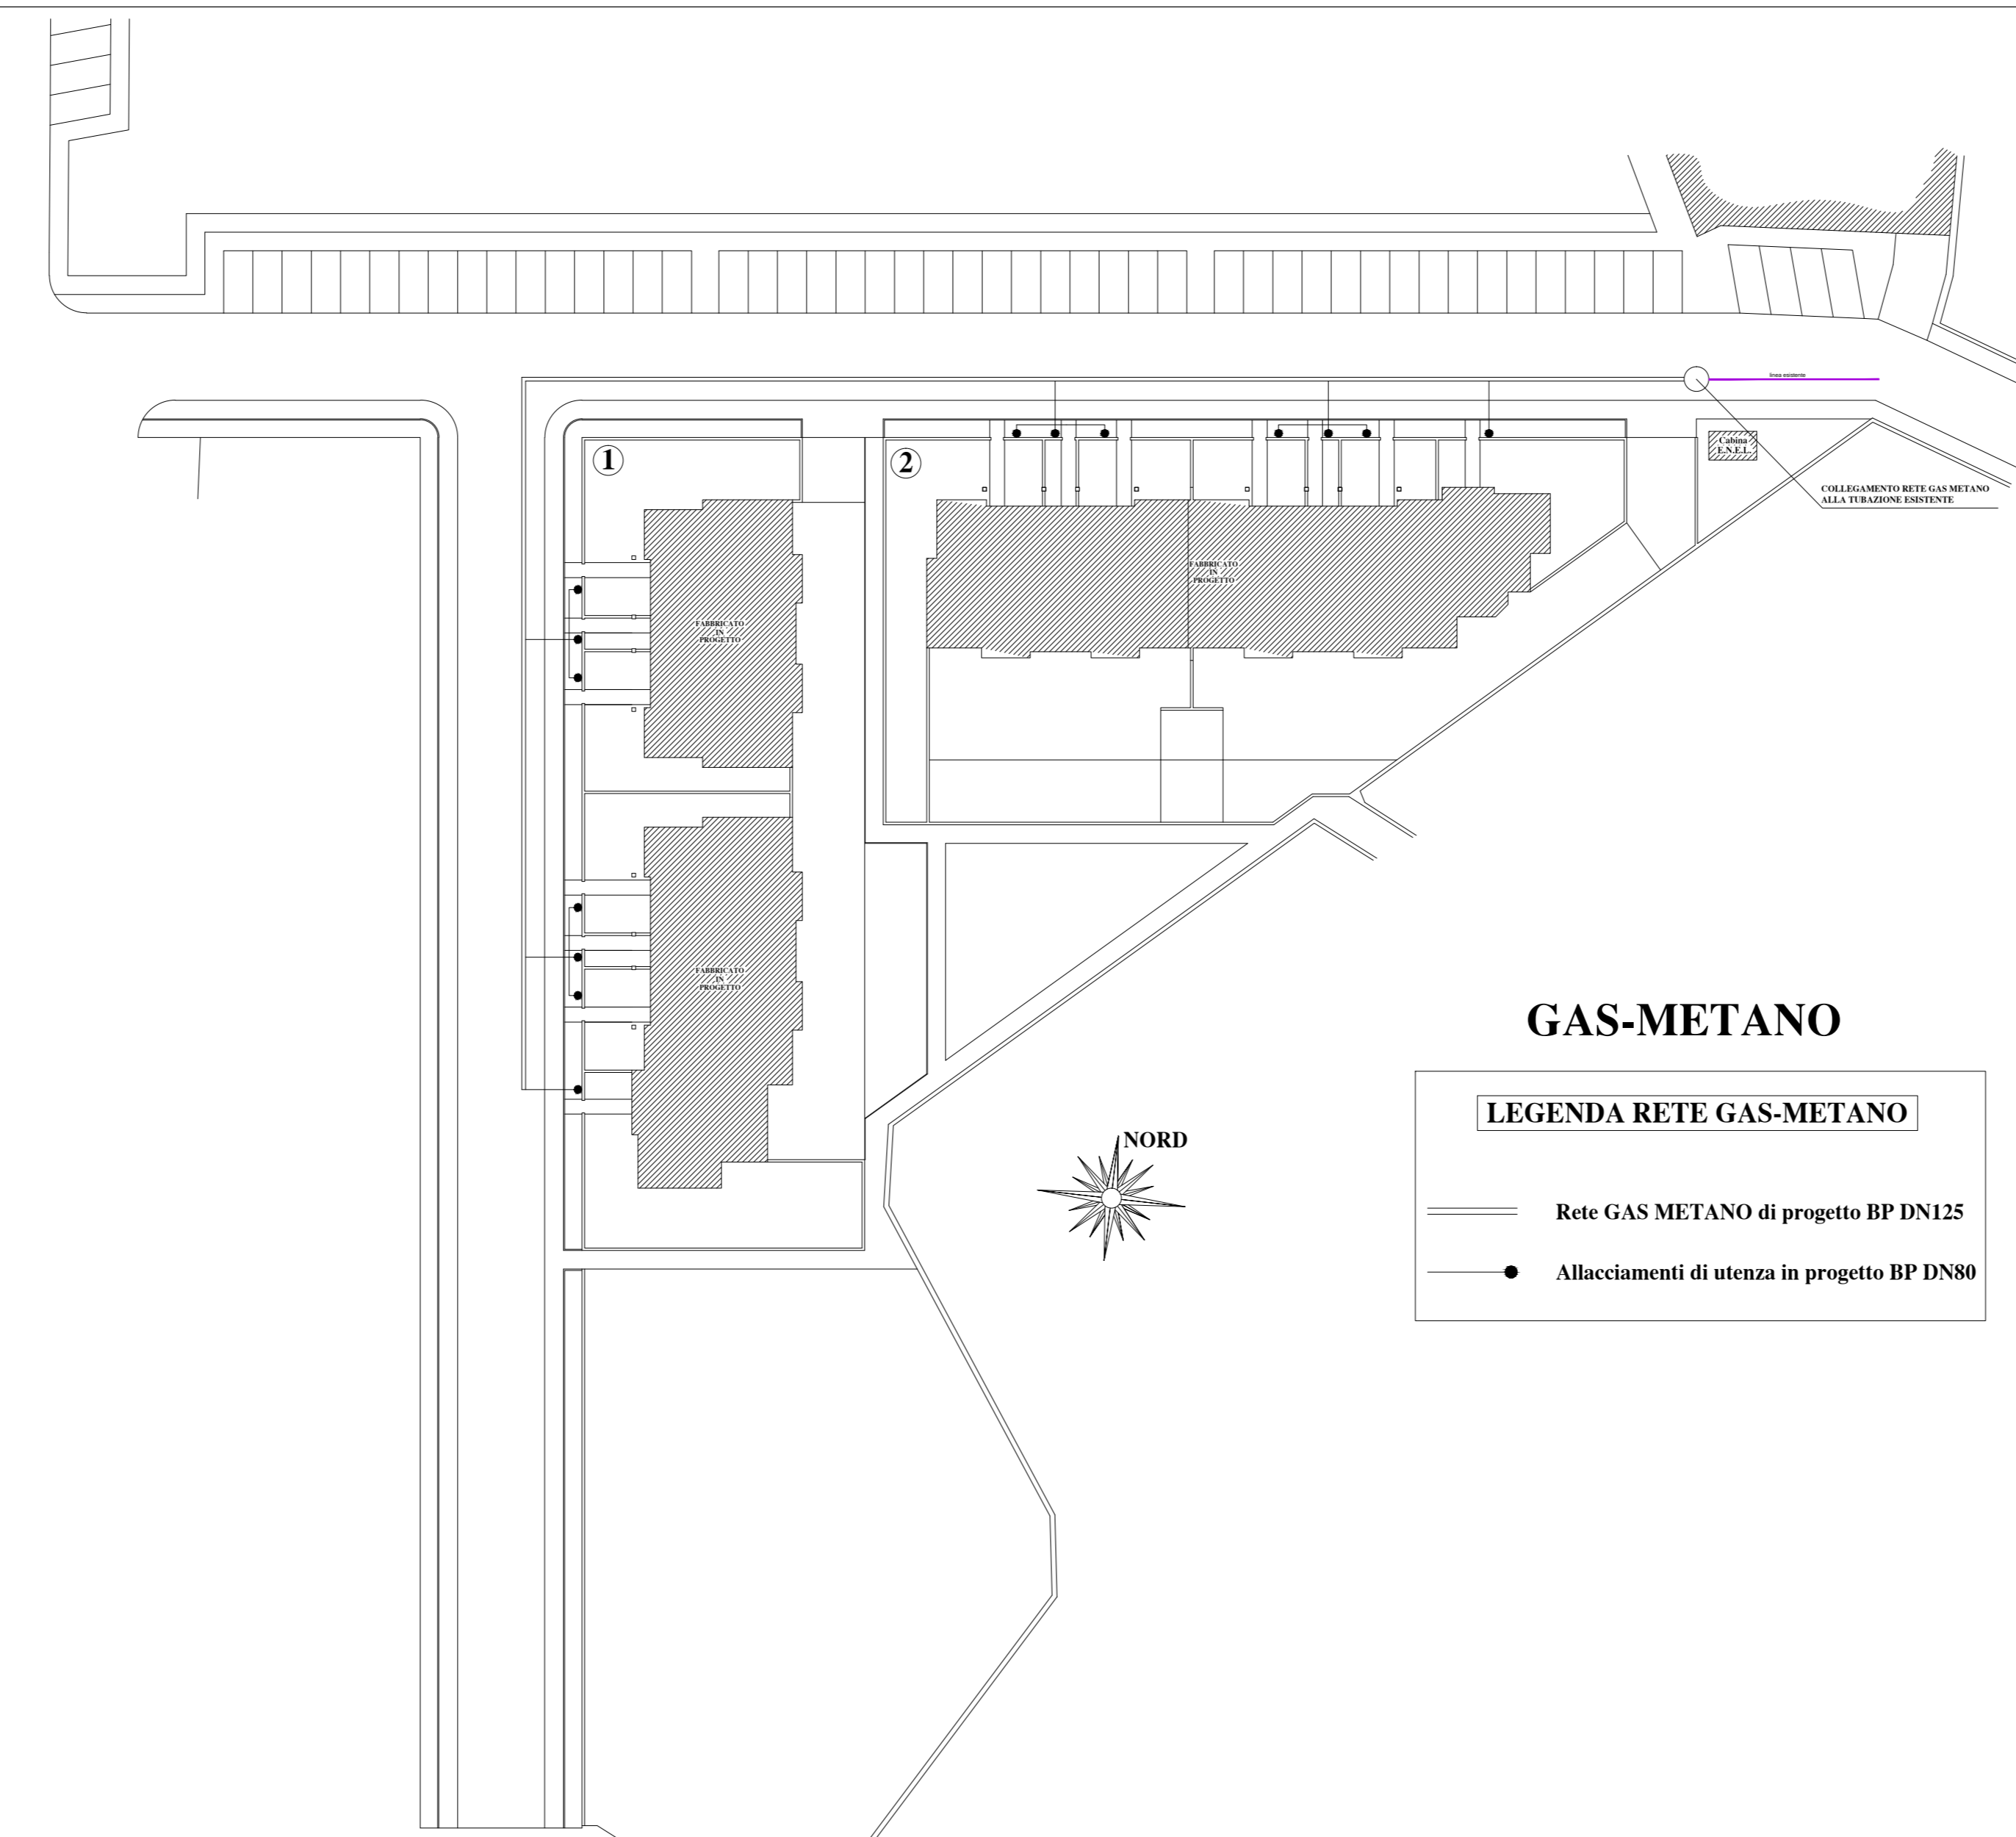 linea esistente
1
2
Cabina
E.N.E.L.
COLLEGAMENTO RETE GAS METANO
ALLA TUBAZIONE ESISTENTE
FABBRICATO
IN
PROGETTO
FABBRICATO
IN
PROGETTO
FABBRICATO
IN
PROGETTO
GAS-METANO
LEGENDA RETE GAS-METANO
NORD
Rete GAS METANO di progetto BP DN125
Allacciamenti di utenza in progetto BP DN80